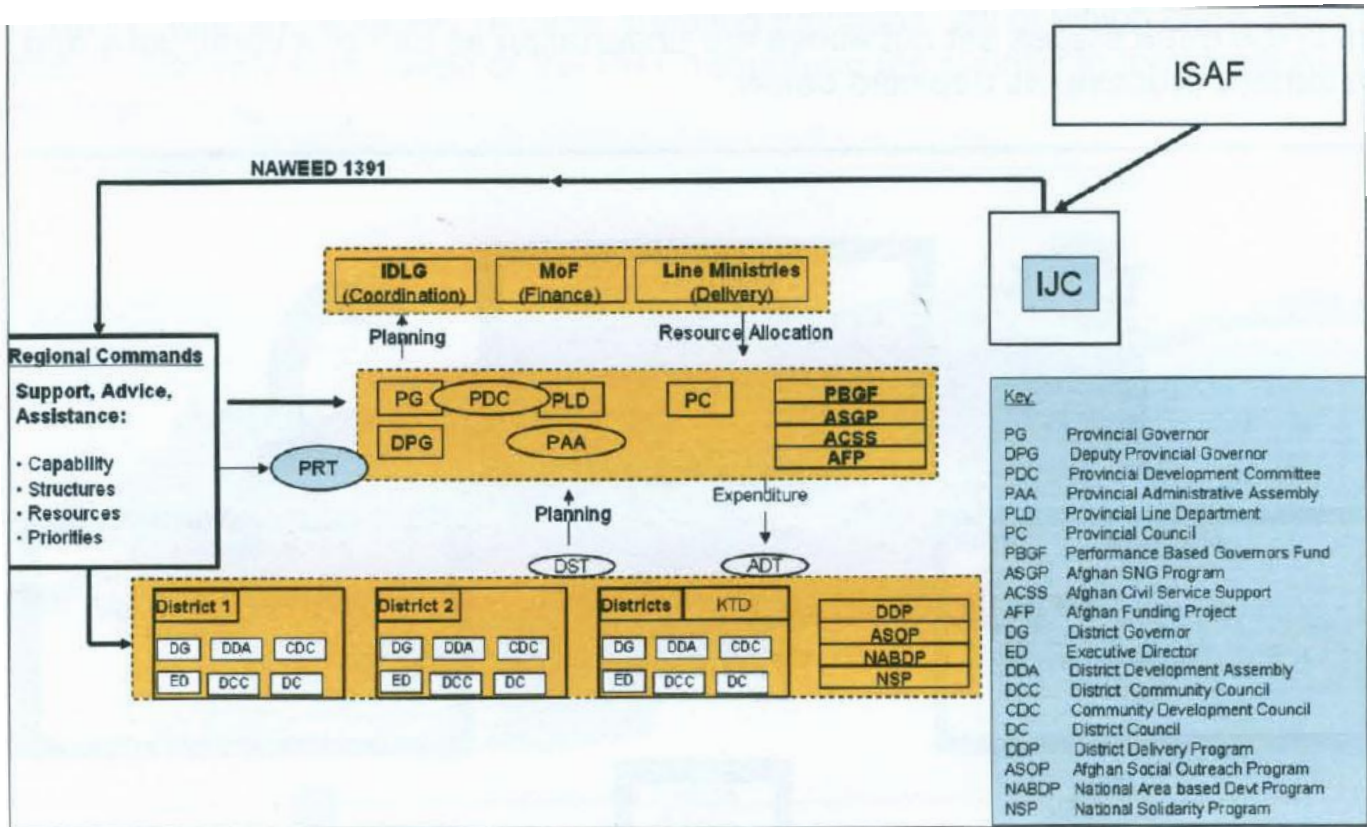 ISAF
NAWEED 1391
IJC
IDLG
(Coordination)
MoF
(Finance)
Line Ministries
(Delivery)
Planning
Resource Allocation
Regional Commands
Support, Advice,
Assistance:
• Capability
• Structures
• Resources
• Priorities
PRT
PG
PDC
PLD
PC
DPG
PAA
PBGF
ASGP
ACSS
AFP
Planning
Expenditure
DST
ADT
District 1
DG DDA CDC
ED DCC DC
District 2
DG DDA CDC
ED DCC DC
Districts KTD
DG DDA CDC
ED DCC DC
DDP
ASOP
NABDP
NSP
Key:
PG Provincial Governor
DPG Deputy Provincial Governor
PDC Provincial Development Committee
PAA Provincial Administrative Assembly
PLD Provincial Line Department
PC Provincial Council
PBGF Performance Based Governors Fund
ASGP Afghan SNG Program
ACSS Afghan Civil Service Support
AFP Afghan Funding Project
DG District Governor
ED Executive Director
DDA District Development Assembly
DCC District Community Council
CDC Community Development Council
DC District Council
DDP District Delivery Program
ASOP Afghan Social Outreach Program
NABDP National Area based Devt Program
NSP National Solidarity Program